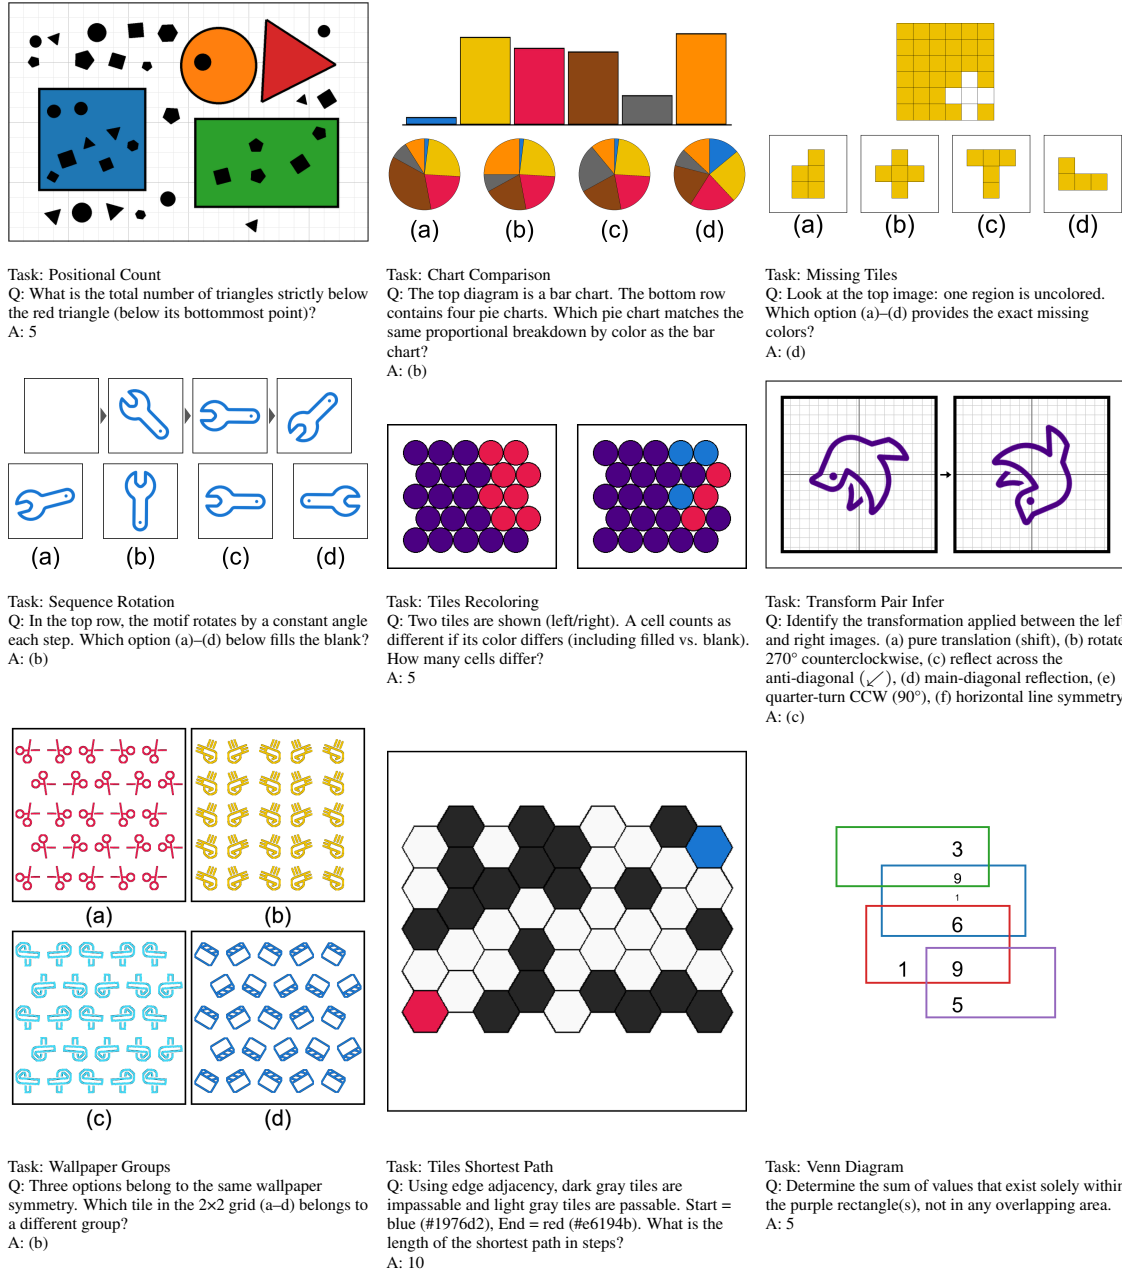 (a)
(b)
(c)
(d)
(a)
(b)
(c)
(d)
Task: Positional Count
Q: What is the total number of triangles strictly below
the red triangle (below its bottommost point)?
A: 5
Task: Chart Comparison
Q: The top diagram is a bar chart. The bottom row
contains four pie charts. Which pie chart matches the
same proportional breakdown by color as the bar
chart?
A: (b)
Task: Missing Tiles
Q: Look at the top image: one region is uncolored.
Which option (a)–(d) provides the exact missing
colors?
A: (d)
(a)
(b)
(c)
(d)
Task: Sequence Rotation
Q: In the top row, the motif rotates by a constant angle
each step. Which option (a)–(d) below fills the blank?
A: (b)
Task: Tiles Recoloring
Q: Two tiles are shown (left/right). A cell counts as
different if its color differs (including filled vs. blank).
How many cells differ?
A: 5
Task: Transform Pair Infer
Q: Identify the transformation applied between the left
and right images. (a) pure translation (shift), (b) rotate
270° counterclockwise, (c) reflect across the
anti-diagonal (↙), (d) main-diagonal reflection, (e)
quarter-turn CCW (90°), (f) horizontal line symmetry
A: (c)
(a)
(b)
(c)
(d)
3
9
1
6
1
9
5
Task: Wallpaper Groups
Q: Three options belong to the same wallpaper
symmetry. Which tile in the 2×2 grid (a–d) belongs to
a different group?
A: (b)
Task: Tiles Shortest Path
Q: Using edge adjacency, dark gray tiles are
impassable and light gray tiles are passable. Start =
blue (#1976d2), End = red (#e6194b). What is the
length of the shortest path in steps?
A: 10
Task: Venn Diagram
Q: Determine the sum of values that exist solely within
the purple rectangle(s), not in any overlapping area.
A: 5